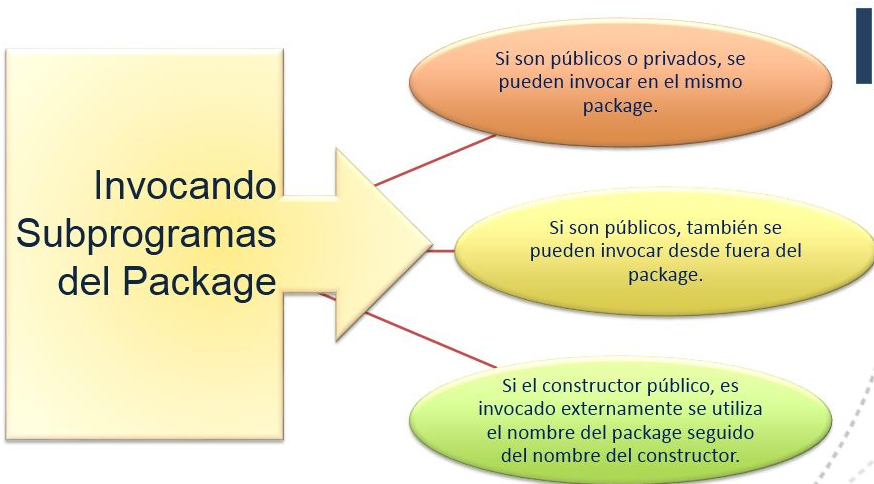 Invocando
Subprogramas
del Package
Si son públicos o privados, se
pueden invocar en el mismo
package.
Si son públicos, también se
pueden invocar desde fuera del
package.
Si el constructor público, es
invocado externamente se utiliza
el nombre del package seguido
del nombre del constructor.